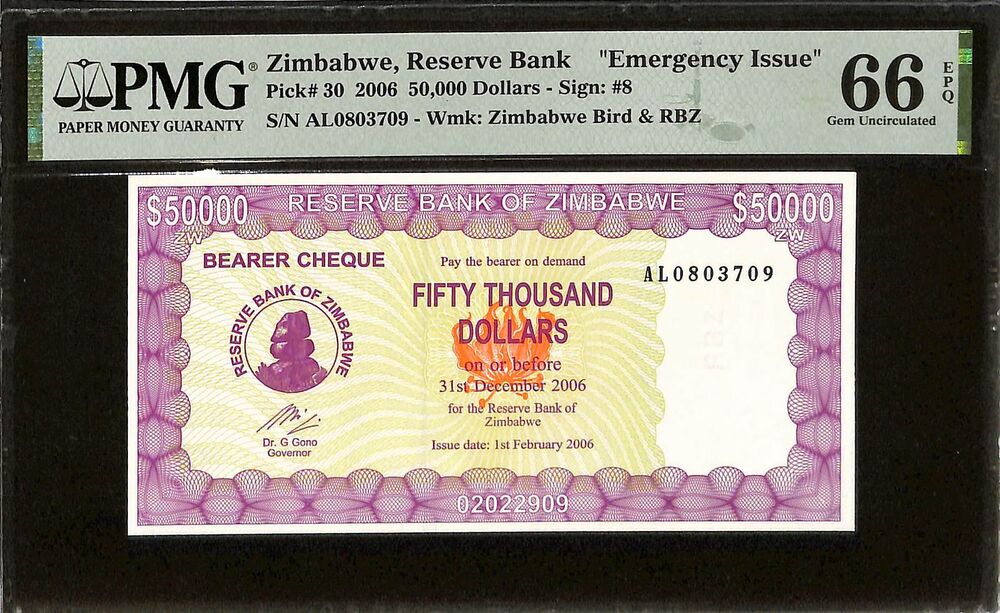 PMG®
PAPER MONEY GUARANTY
Zimbabwe, Reserve Bank "Emergency Issue"
Pick# 30 2006 50,000 Dollars - Sign: #8
S/N AL0803709 - Wmk: Zimbabwe Bird & RBZ
66
EPQ
Gem Uncirculated
$50000
ZW
RESERVE BANK OF ZIMBABWE
$50000
ZW
BEARER CHEQUE
Pay the bearer on demand
AL0803709
FIFTY THOUSAND
DOLLARS
RESERVE BANK OF ZIMBABWE
on or before
31st December 2006
for the Reserve Bank of
Zimbabwe
Dr. G Gono
Governor
Issue date: 1st February 2006
02022909